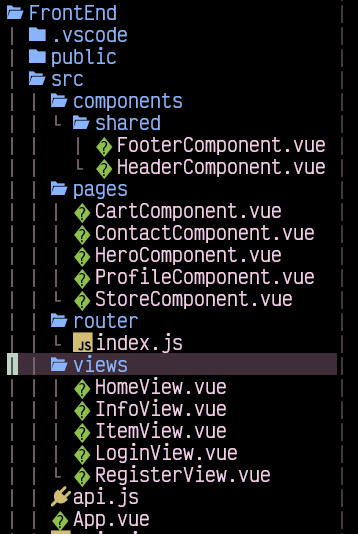 FrontEnd
.vscode
public
src
components
shared
FooterComponent.vue
HeaderComponent.vue
pages
CartComponent.vue
ContactComponent.vue
HeroComponent.vue
ProfileComponent.vue
StoreComponent.vue
router
JS index.js
views
HomeView.vue
InfoView.vue
ItemView.vue
LoginView.vue
RegisterView.vue
api.js
App.vue